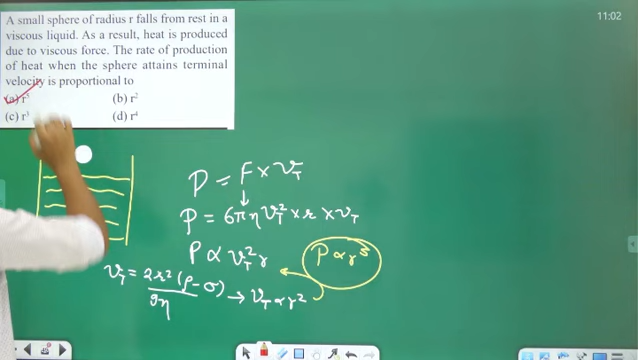 A small sphere of radius r falls from rest in a
viscous liquid. As a result, heat is produced
due to viscous force. The rate of production
of heat when the sphere attains terminal
velocity is proportional to
(a) r⁵ (b) r²
(c) r³ (d) r⁴
11:02
P = F × v_T
P = 6πη v_T² × r × v_T
P ∝ v_T² r
P ∝ r⁵
v_T = 2r²(ρ-σ) / 9η → v_T ∝ r²